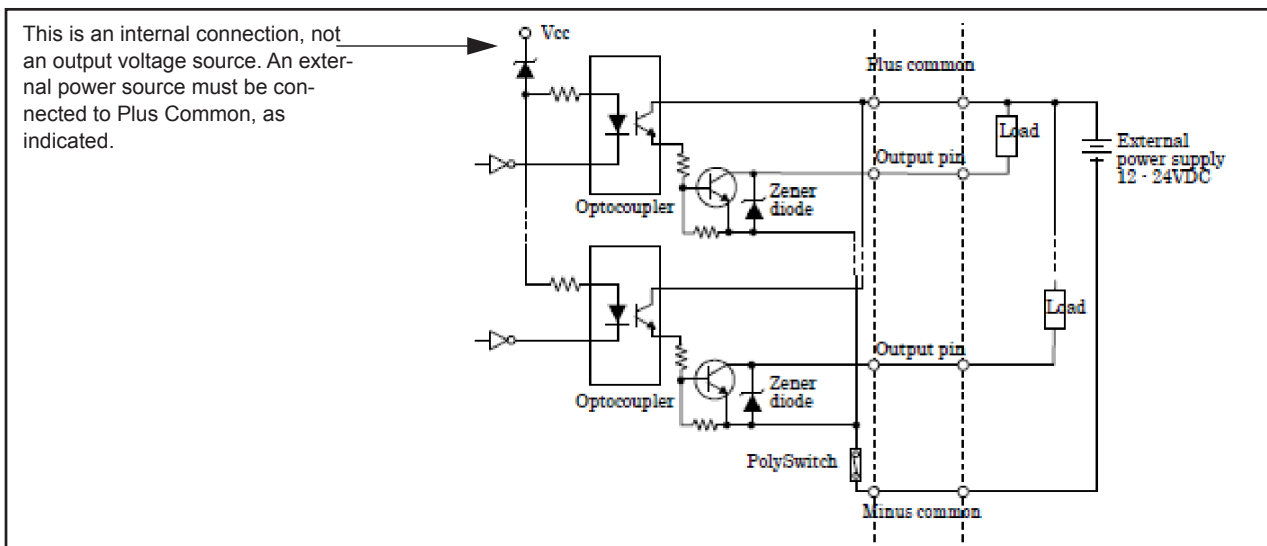 This is an internal connection, not
an output voltage source. An exter-
nal power source must be con-
nected to Plus Common, as
indicated.
Vcc
Plus common
Load
External
power supply
12 - 24VDC
Output pin
Zener
diode
Optocoupler
Load
Output pin
Zener
diode
Optocoupler
PolySwitch
Minus common